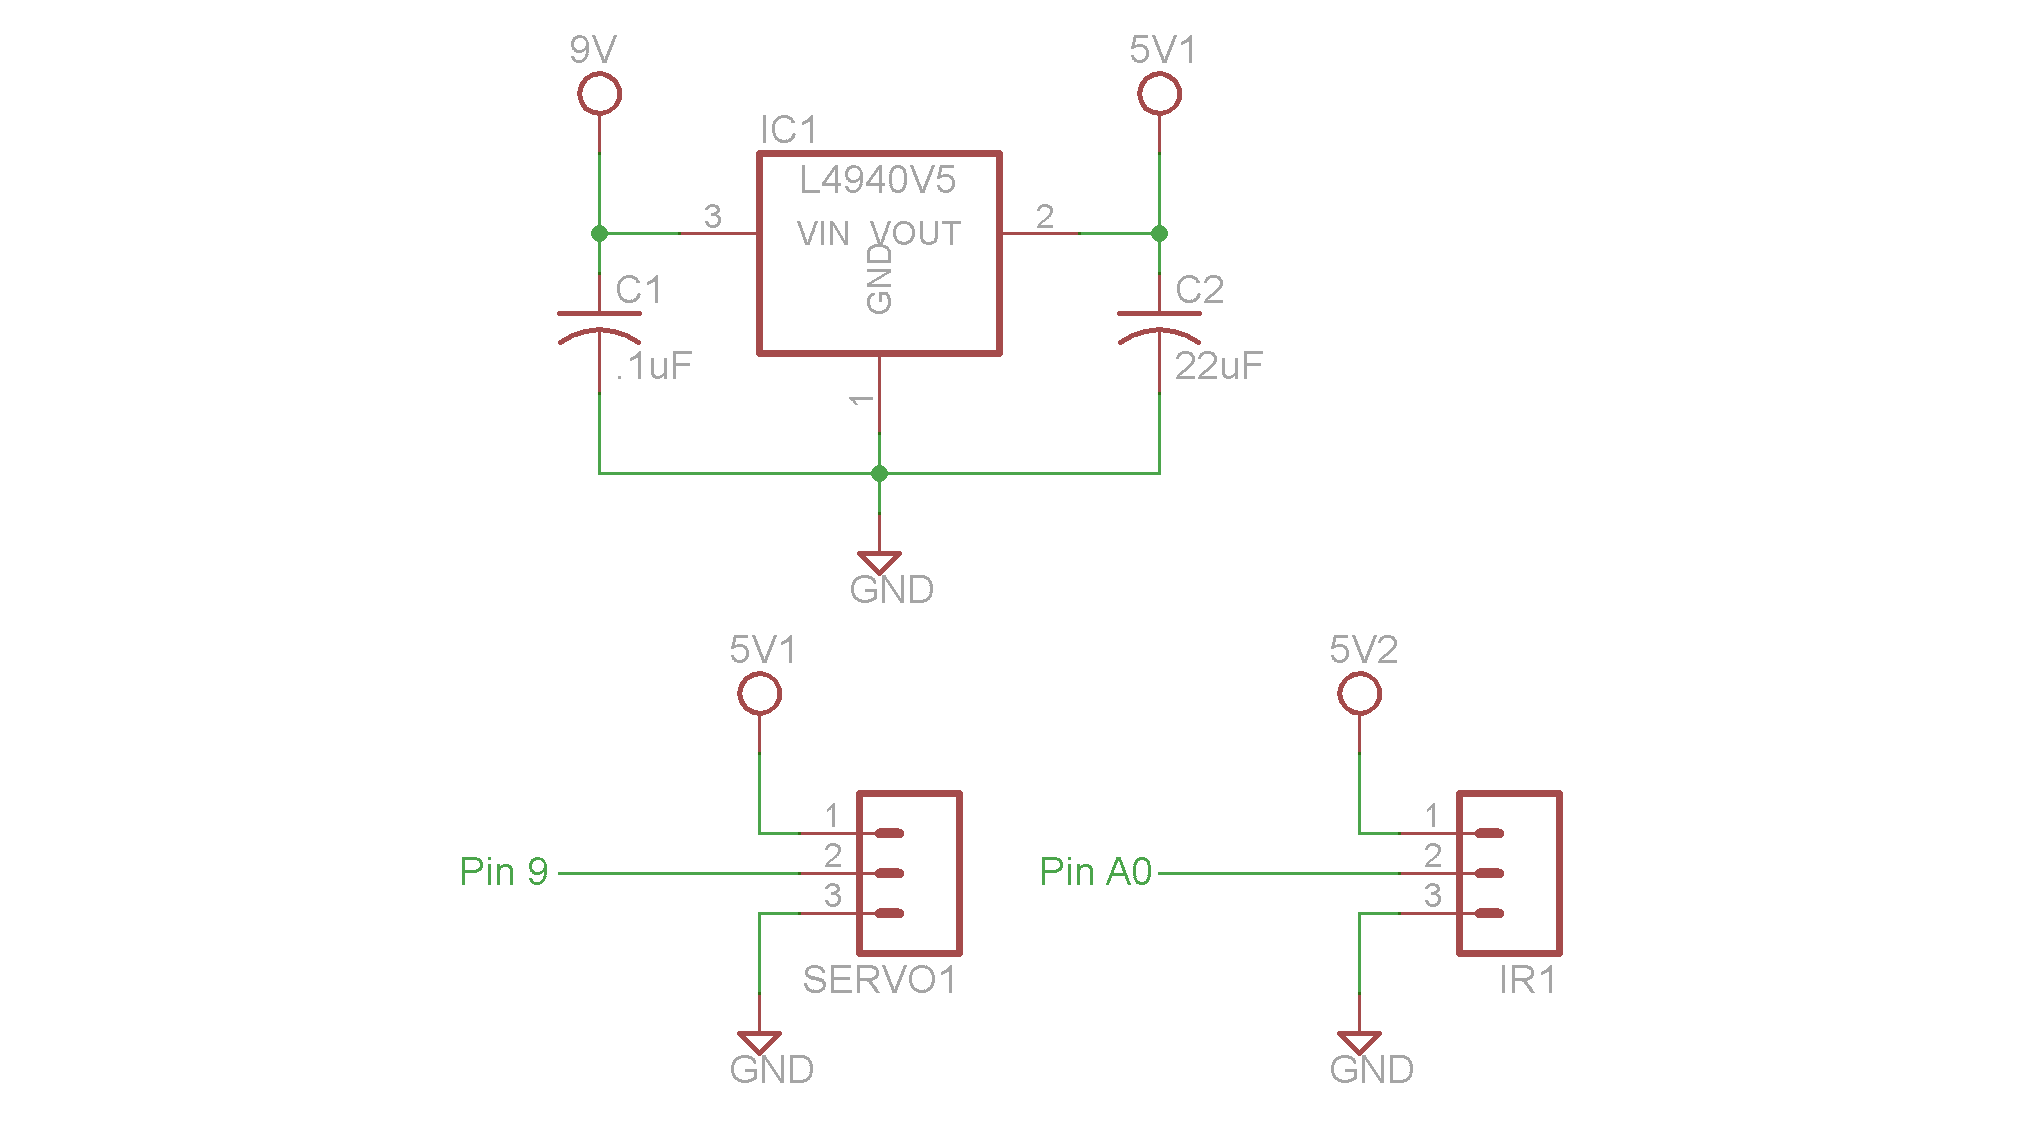 9V
5V1
IC1
L4940V5
3
VIN VOUT
2
GND
C1
C2
.1uF
22uF
1
GND
5V1
5V2
1
1
Pin 9
2
Pin A0
2
3
3
SERVO1
IR1
GND
GND